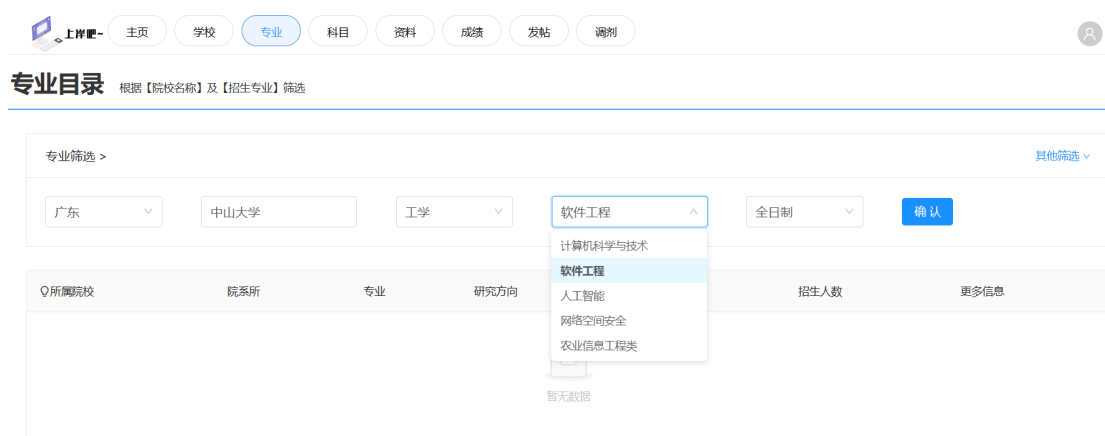 上岸吧~ 主页 学校 专业 科目 资料 成绩 发帖 调剂
专业目录 根据【院校名称】及【招生专业】筛选
专业筛选 > 其他筛选
广东 中山大学 工学 软件工程 全日制 确 认
计算机科学与技术
软件工程
人工智能
网络空间安全
农业信息工程类
所属院校 院系所 专业 研究方向 招生人数 更多信息
暂无数据